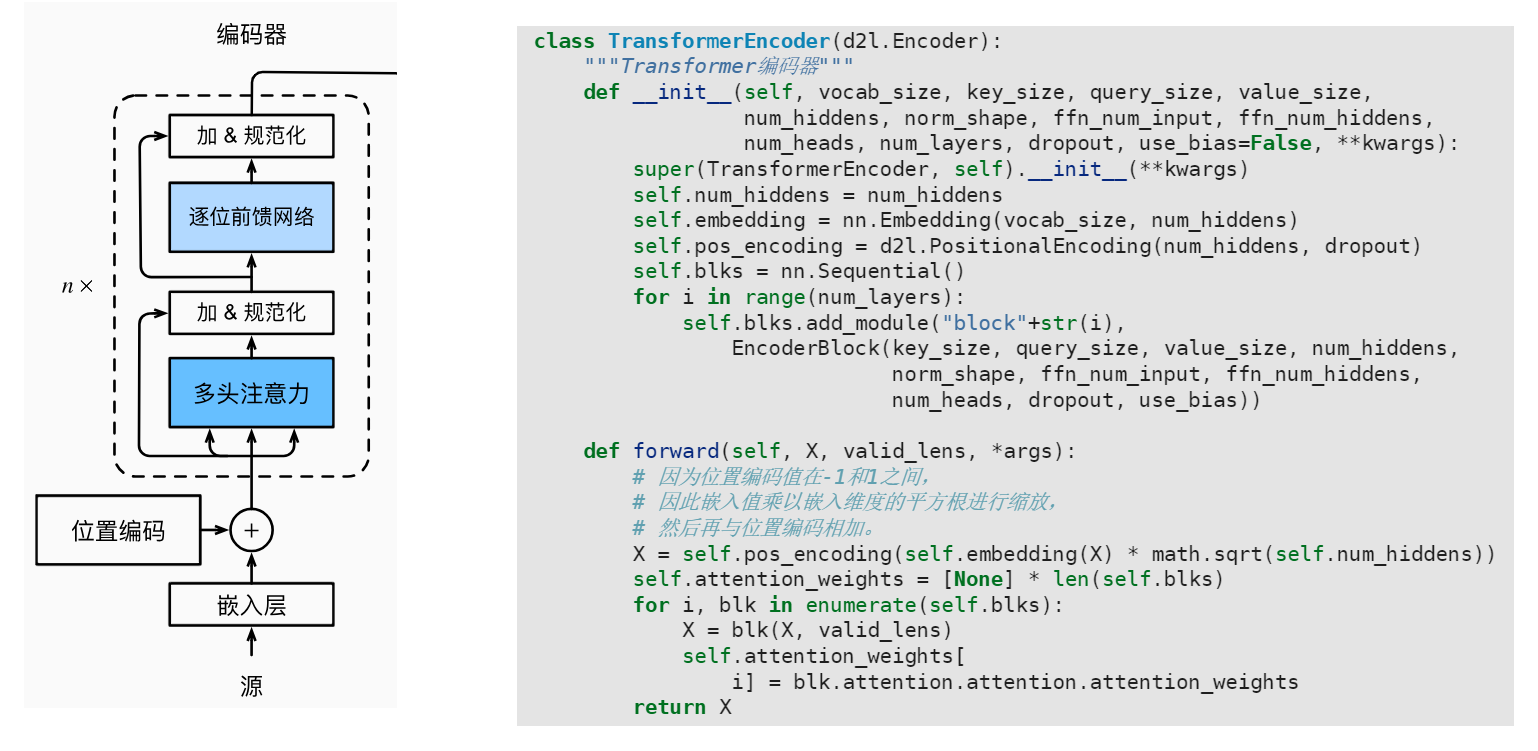 编码器
加 & 规范化
逐位前馈网络
n ×
加 & 规范化
多头注意力
位置编码
+
嵌入层
源
class TransformerEncoder(d2l.Encoder):
    """Transformer编码器"""
    def __init__(self, vocab_size, key_size, query_size, value_size,
                 num_hiddens, norm_shape, ffn_num_input, ffn_num_hiddens,
                 num_heads, num_layers, dropout, use_bias=False, **kwargs):
        super(TransformerEncoder, self).__init__(**kwargs)
        self.num_hiddens = num_hiddens
        self.embedding = nn.Embedding(vocab_size, num_hiddens)
        self.pos_encoding = d2l.PositionalEncoding(num_hiddens, dropout)
        self.blks = nn.Sequential()
        for i in range(num_layers):
            self.blks.add_module("block"+str(i),
                EncoderBlock(key_size, query_size, value_size, num_hiddens,
                             norm_shape, ffn_num_input, ffn_num_hiddens,
                             num_heads, dropout, use_bias))
    def forward(self, X, valid_lens, *args):
        # 因为位置编码值在-1和1之间，
        # 因此嵌入值乘以嵌入维度的平方根进行缩放，
        # 然后再与位置编码相加。
        X = self.pos_encoding(self.embedding(X) * math.sqrt(self.num_hiddens))
        self.attention_weights = [None] * len(self.blks)
        for i, blk in enumerate(self.blks):
            X = blk(X, valid_lens)
            self.attention_weights[
                i] = blk.attention.attention.attention_weights
        return X